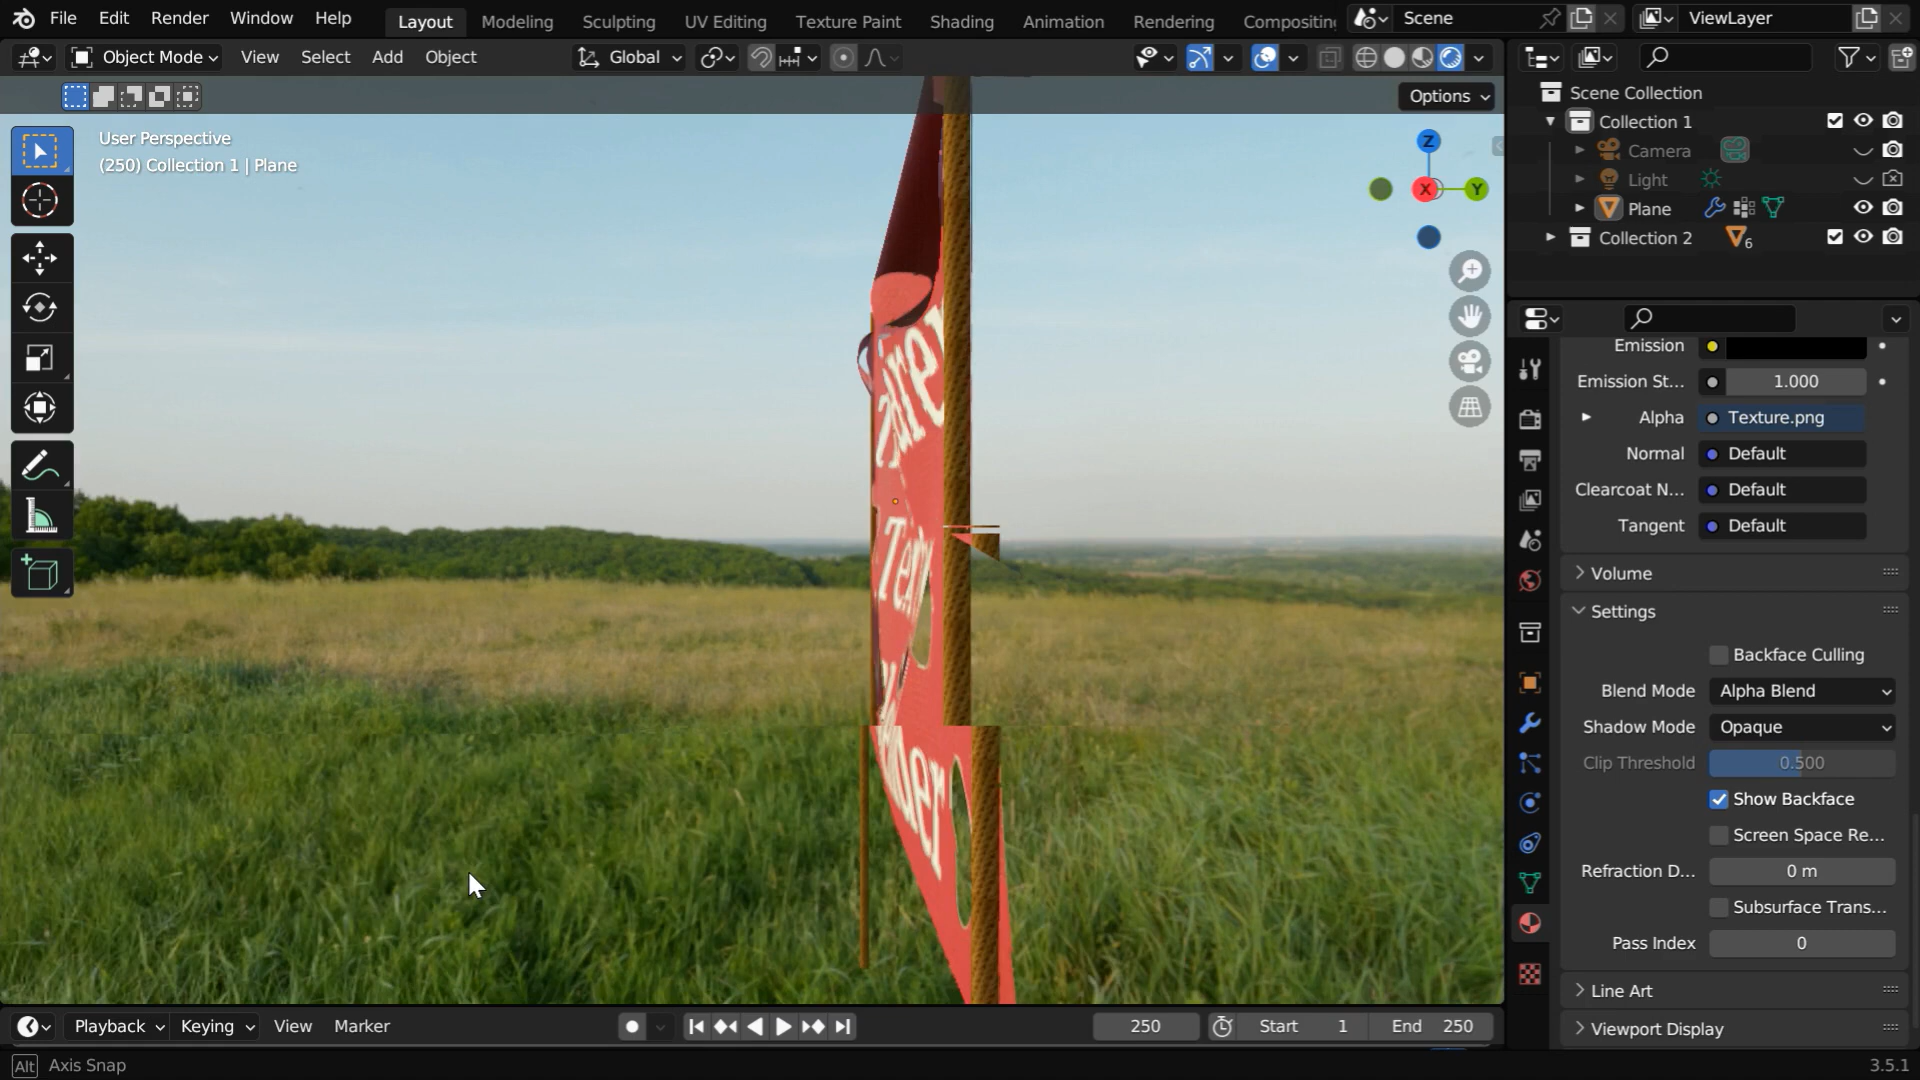 File Edit Render Window Help Layout Modeling Sculpting UV Editing Texture Paint Shading Animation Rendering Compositing Scene ViewLayer
Object Mode View Select Add Object Global
Options
User Perspective
(250) Collection 1 | Plane
Z
X
Y
Scene Collection
Collection 1
Camera
Light
Plane
Collection 2 6
Emission
Emission St... 1.000
Alpha Texture.png
Normal Default
Clearcoat N... Default
Tangent Default
Volume
Settings
Backface Culling
Blend Mode Alpha Blend
Shadow Mode Opaque
Clip Threshold 0.500
Show Backface
Screen Space Re...
Refraction D... 0 m
Subsurface Trans...
Pass Index 0
Line Art
Viewport Display
Playback Keying View Marker 250 Start 1 End 250
Alt Axis Snap 3.5.1